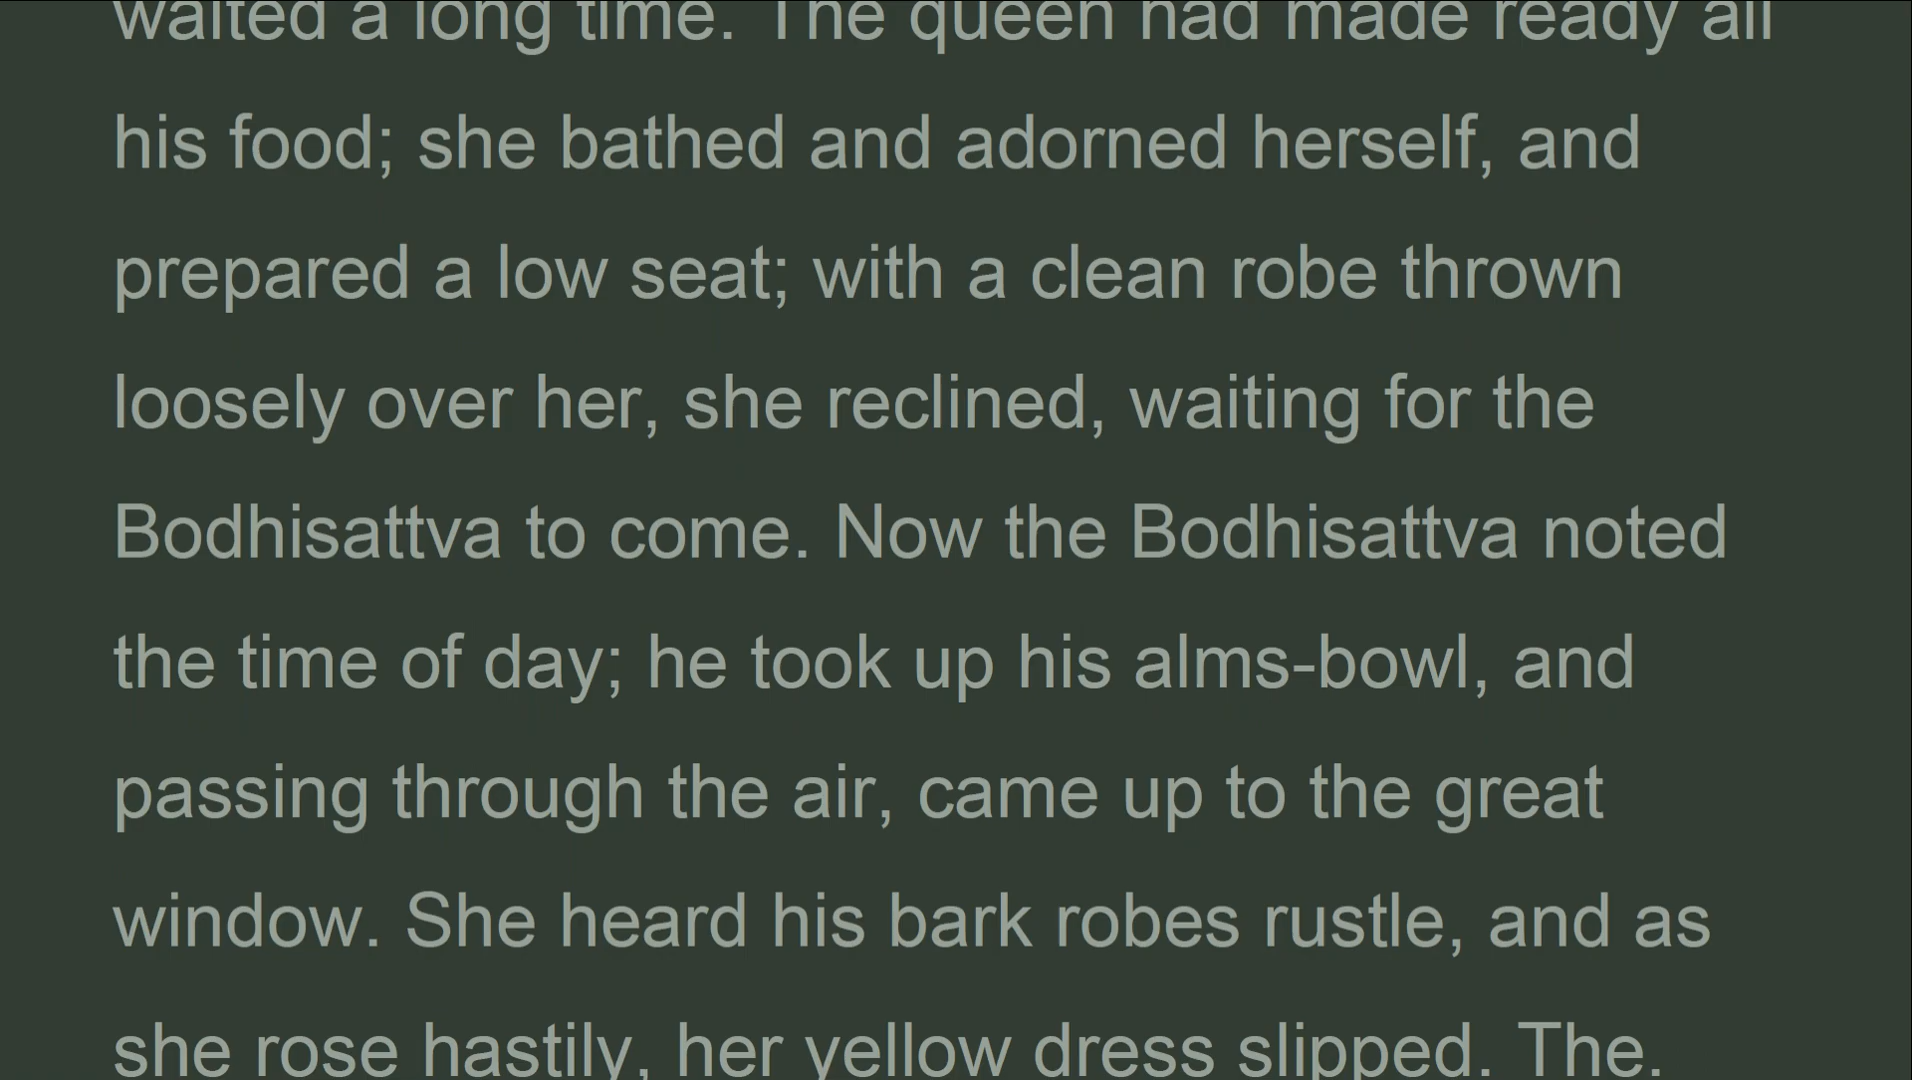 waited a long time. The queen had made ready all
his food; she bathed and adorned herself, and
prepared a low seat; with a clean robe thrown
loosely over her, she reclined, waiting for the
Bodhisattva to come. Now the Bodhisattva noted
the time of day; he took up his alms-bowl, and
passing through the air, came up to the great
window. She heard his bark robes rustle, and as
she rose hastily, her yellow dress slipped. The.